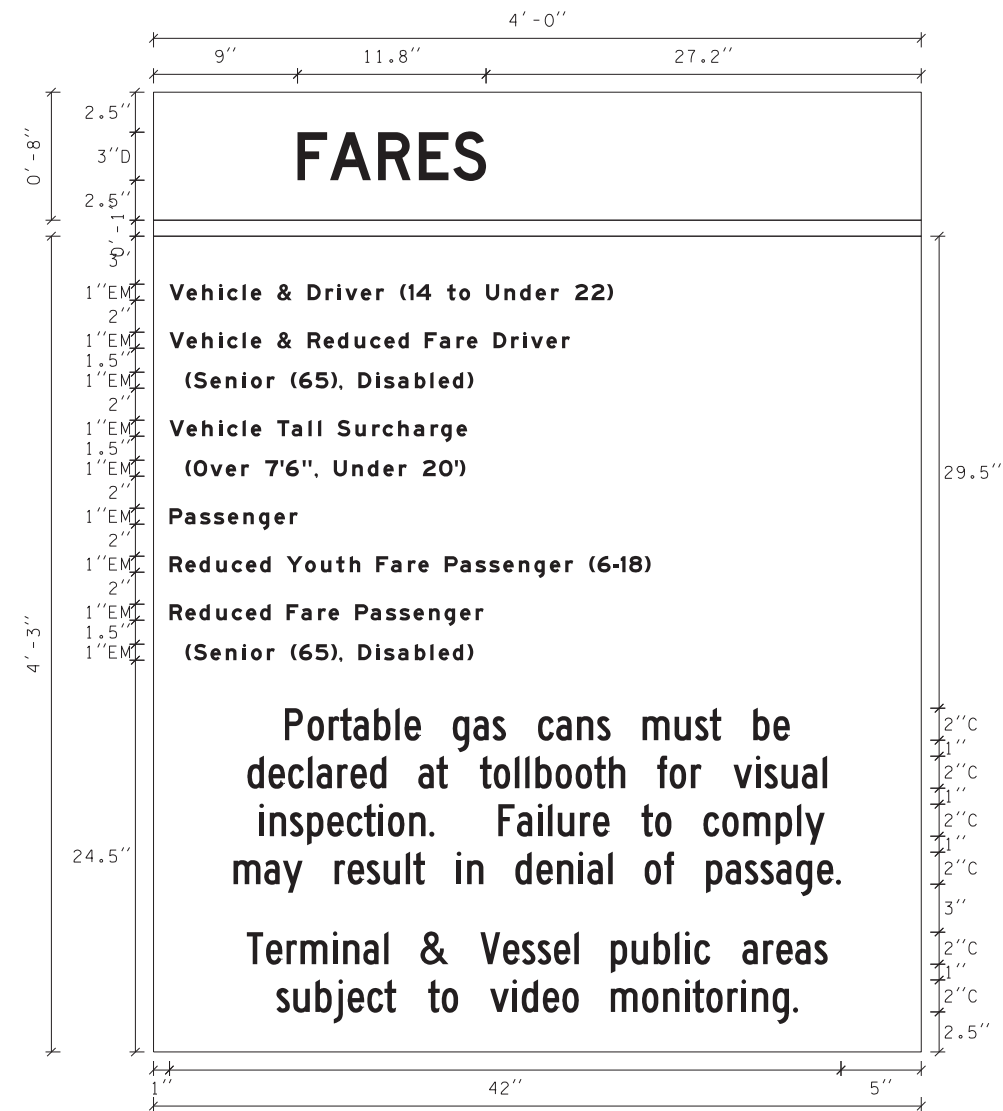 4'-0"
9" 11.8" 27.2"
2.5"
3"D
2.5"
0'-8"
0'-1"
3"
FARES
1"EM Vehicle & Driver (14 to Under 22)
2"
1"EM Vehicle & Reduced Fare Driver
1.5"
1"EM (Senior (65), Disabled)
2"
1"EM Vehicle Tall Surcharge
1.5"
1"EM (Over 7'6", Under 20')
2"
1"EM Passenger
2"
1"EM Reduced Youth Fare Passenger (6-18)
2"
1"EM Reduced Fare Passenger
1.5"
1"EM (Senior (65), Disabled)
24.5"
4'-3"
29.5"
Portable gas cans must be
declared at tollbooth for visual
inspection. Failure to comply
may result in denial of passage.
Terminal & Vessel public areas
subject to video monitoring.
2"C
1"
2"C
1"
2"C
1"
2"C
3"
2"C
1"
2"C
2.5"
1" 42" 5"